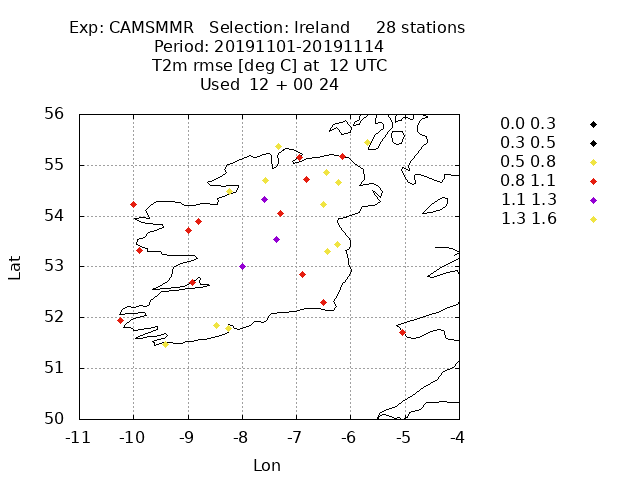 Exp: CAMSMMR   Selection: Ireland     28 stations
Period: 20191101-20191114
T2m rmse [deg C] at  12 UTC
Used  12 + 00 24
56
55
54
53
52
51
50
Lat
-11 -10 -9 -8 -7 -6 -5 -4
Lon
0.0 0.3
0.3 0.5
0.5 0.8
0.8 1.1
1.1 1.3
1.3 1.6